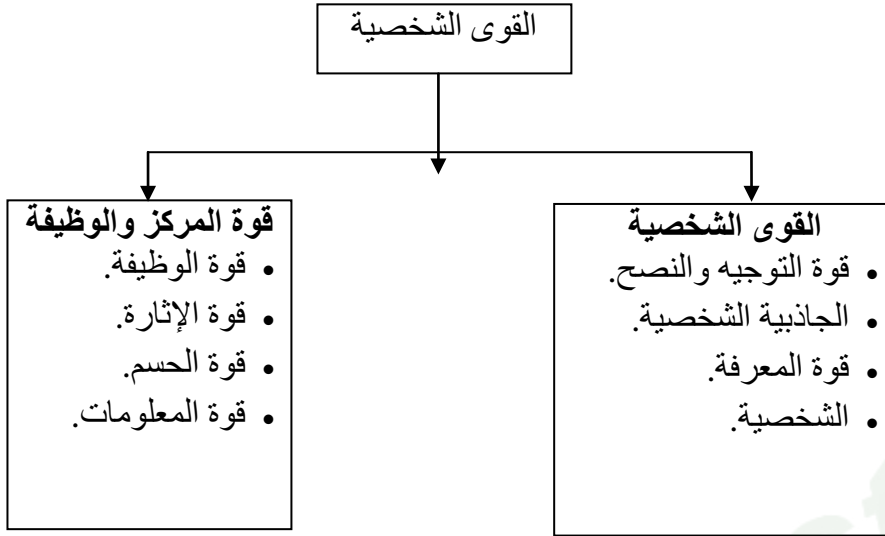 القوى الشخصية
القوى الشخصية
• قوة التوجيه والنصح.
• الجاذبية الشخصية.
• قوة المعرفة.
• الشخصية.
قوة المركز والوظيفة
• قوة الوظيفة.
• قوة الإثارة.
• قوة الحسم.
• قوة المعلومات.